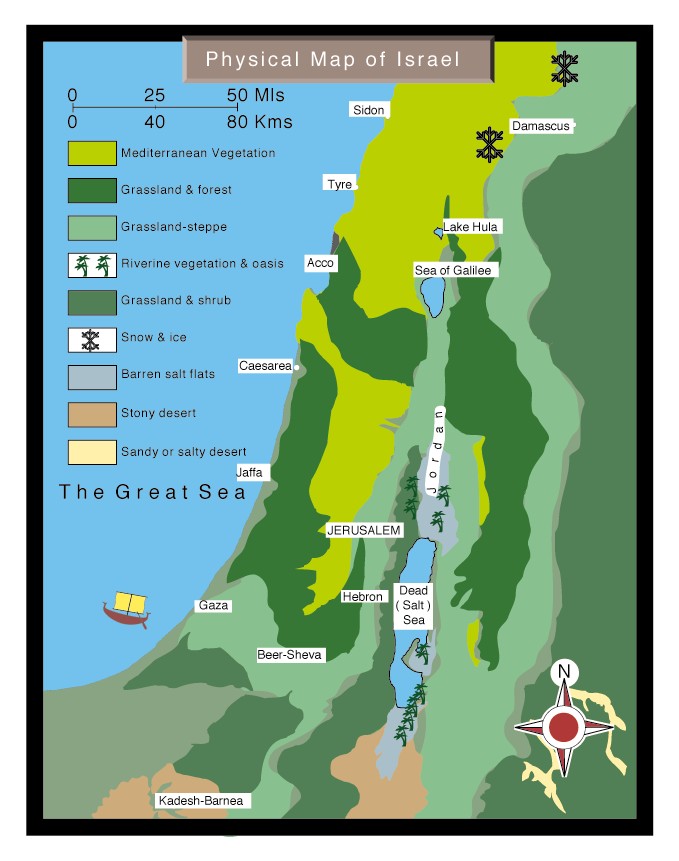 Physical Map of Israel
0 25 50 Mls
0 40 80 Kms
Mediterranean Vegetation
Grassland & forest
Grassland-steppe
Riverine vegetation & oasis
Grassland & shrub
Snow & ice
Barren salt flats
Stony desert
Sandy or salty desert
The Great Sea
Sidon
Damascus
Tyre
Lake Hula
Acco
Sea of Galilee
Caesarea
Jordan
Jaffa
JERUSALEM
Hebron
Dead
(Salt)
Sea
Gaza
Beer-Sheva
N
Kadesh-Barnea